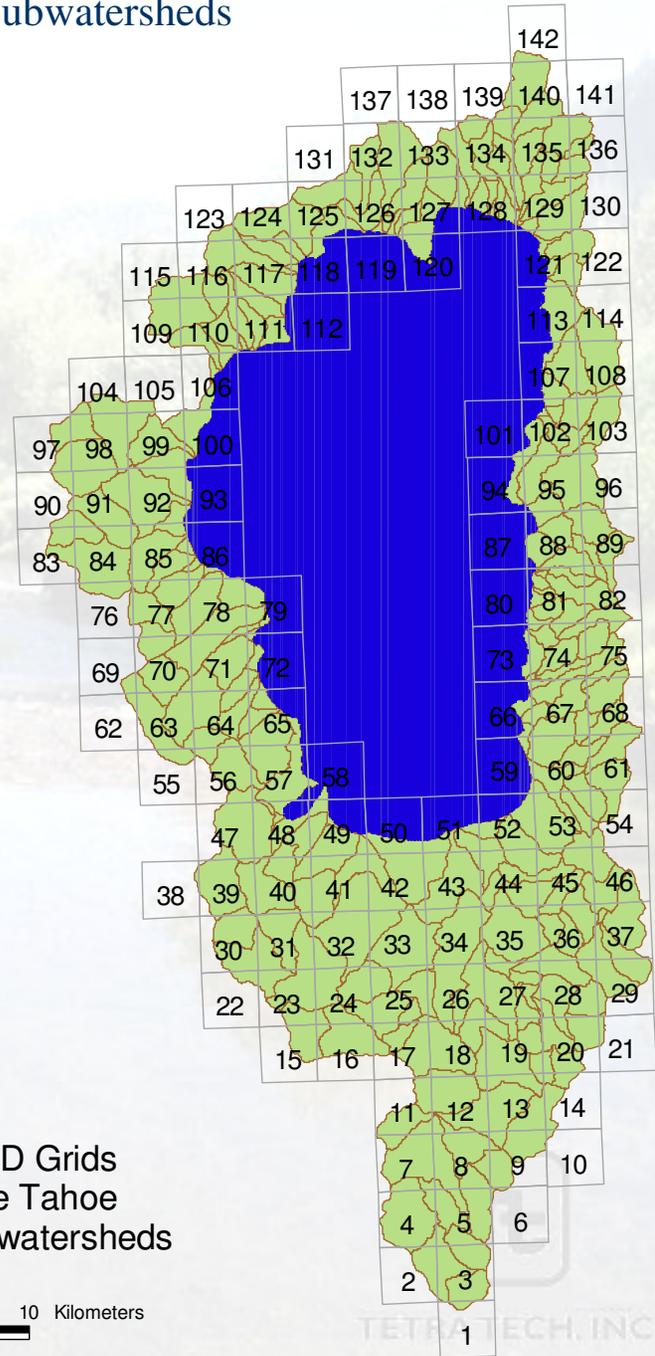 ubwatersheds
142
137 138 139 140 141
131 132 133 134 135 136
123 124 125 126 127 128 129 130
115 116 117 118 119 120 121 122
109 110 111 112 113 114
104 105 106 107 108
97 98 99 100 101 102 103
90 91 92 93 94 95 96
83 84 85 86 87 88 89
76 77 78 79 80 81 82
69 70 71 72 73 74 75
62 63 64 65 66 67 68
55 56 57 58 59 60 61
47 48 49 50 51 52 53 54
38 39 40 41 42 43 44 45 46
30 31 32 33 34 35 36 37
22 23 24 25 26 27 28 29
15 16 17 18 19 20 21
11 12 13 14
7 8 9 10
4 5 6
2 3
1
D Grids
e Tahoe
watersheds
10 Kilometers
TETRA TECH, INC